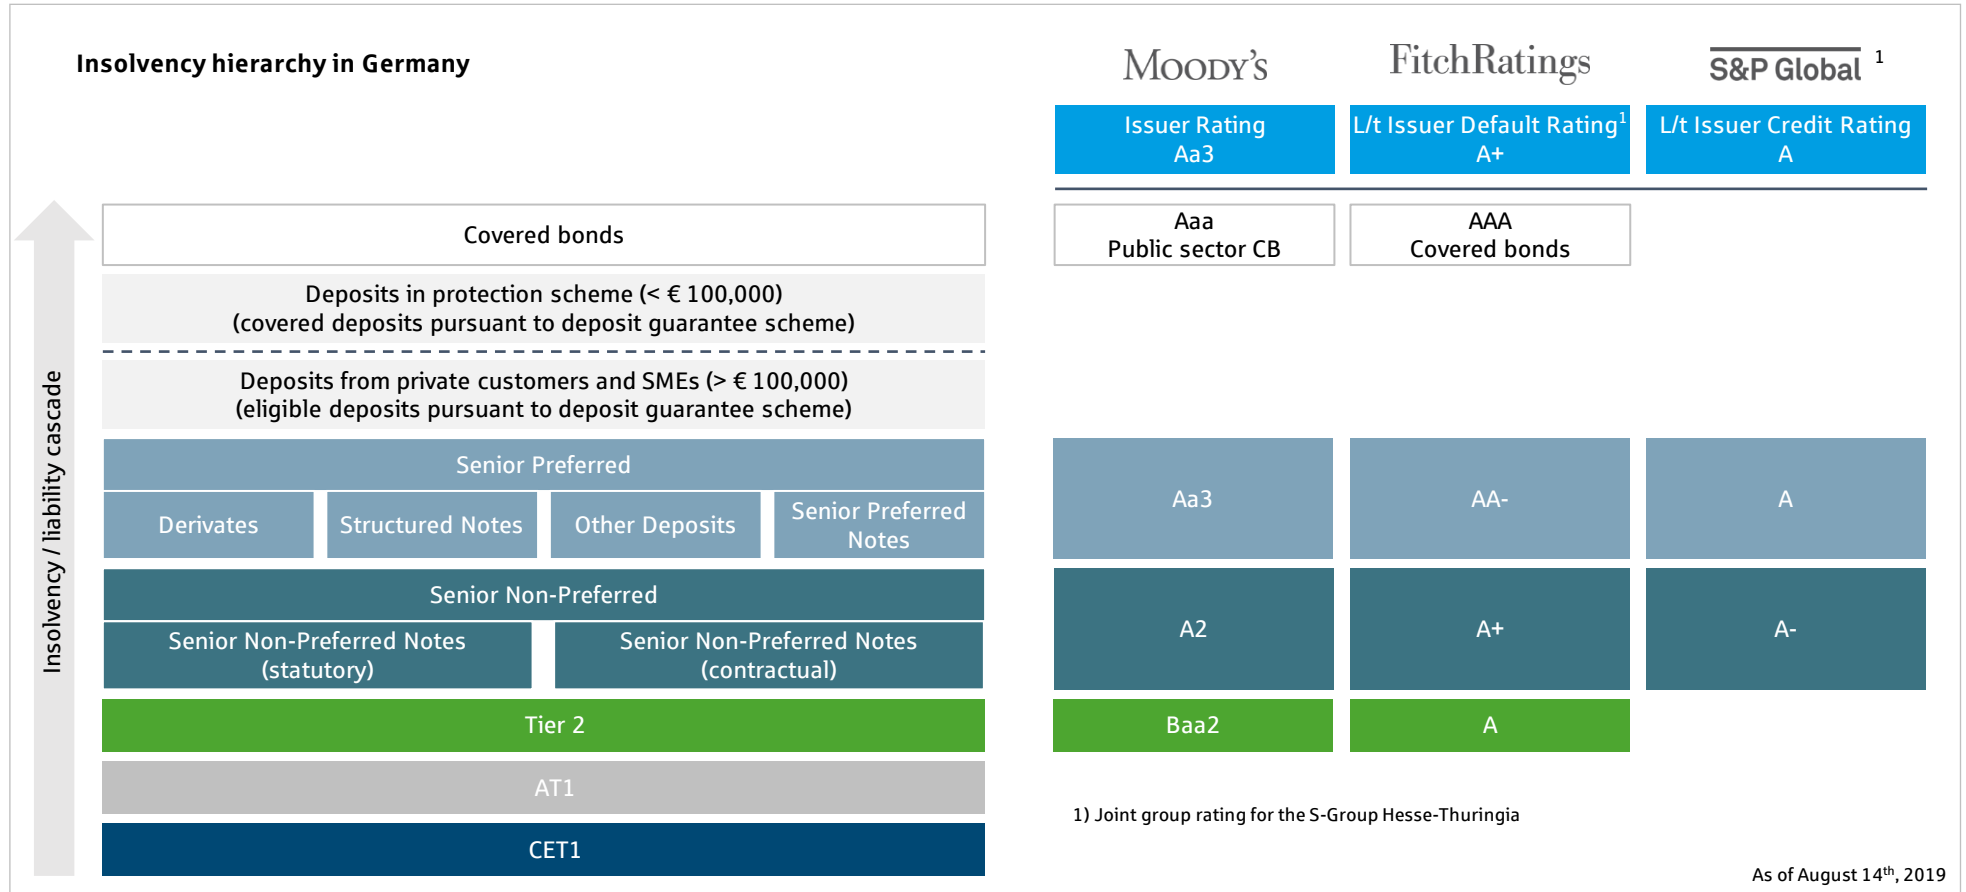 Insolvency hierarchy in Germany
MOODY'S
FitchRatings
S&P Global 1
Issuer Rating
Aa3
L/t Issuer Default Rating1
A+
L/t Issuer Credit Rating
A
Insolvency / liability cascade
Covered bonds
Aaa
Public sector CB
AAA
Covered bonds
Deposits in protection scheme (< € 100,000)
(covered deposits pursuant to deposit guarantee scheme)
Deposits from private customers and SMEs (> € 100,000)
(eligible deposits pursuant to deposit guarantee scheme)
Senior Preferred
Derivates
Structured Notes
Other Deposits
Senior Preferred
Notes
Aa3
AA-
A
Senior Non-Preferred
Senior Non-Preferred Notes
(statutory)
Senior Non-Preferred Notes
(contractual)
A2
A+
A-
Tier 2
Baa2
A
AT1
CET1
1) Joint group rating for the S-Group Hesse-Thuringia
As of August 14th, 2019